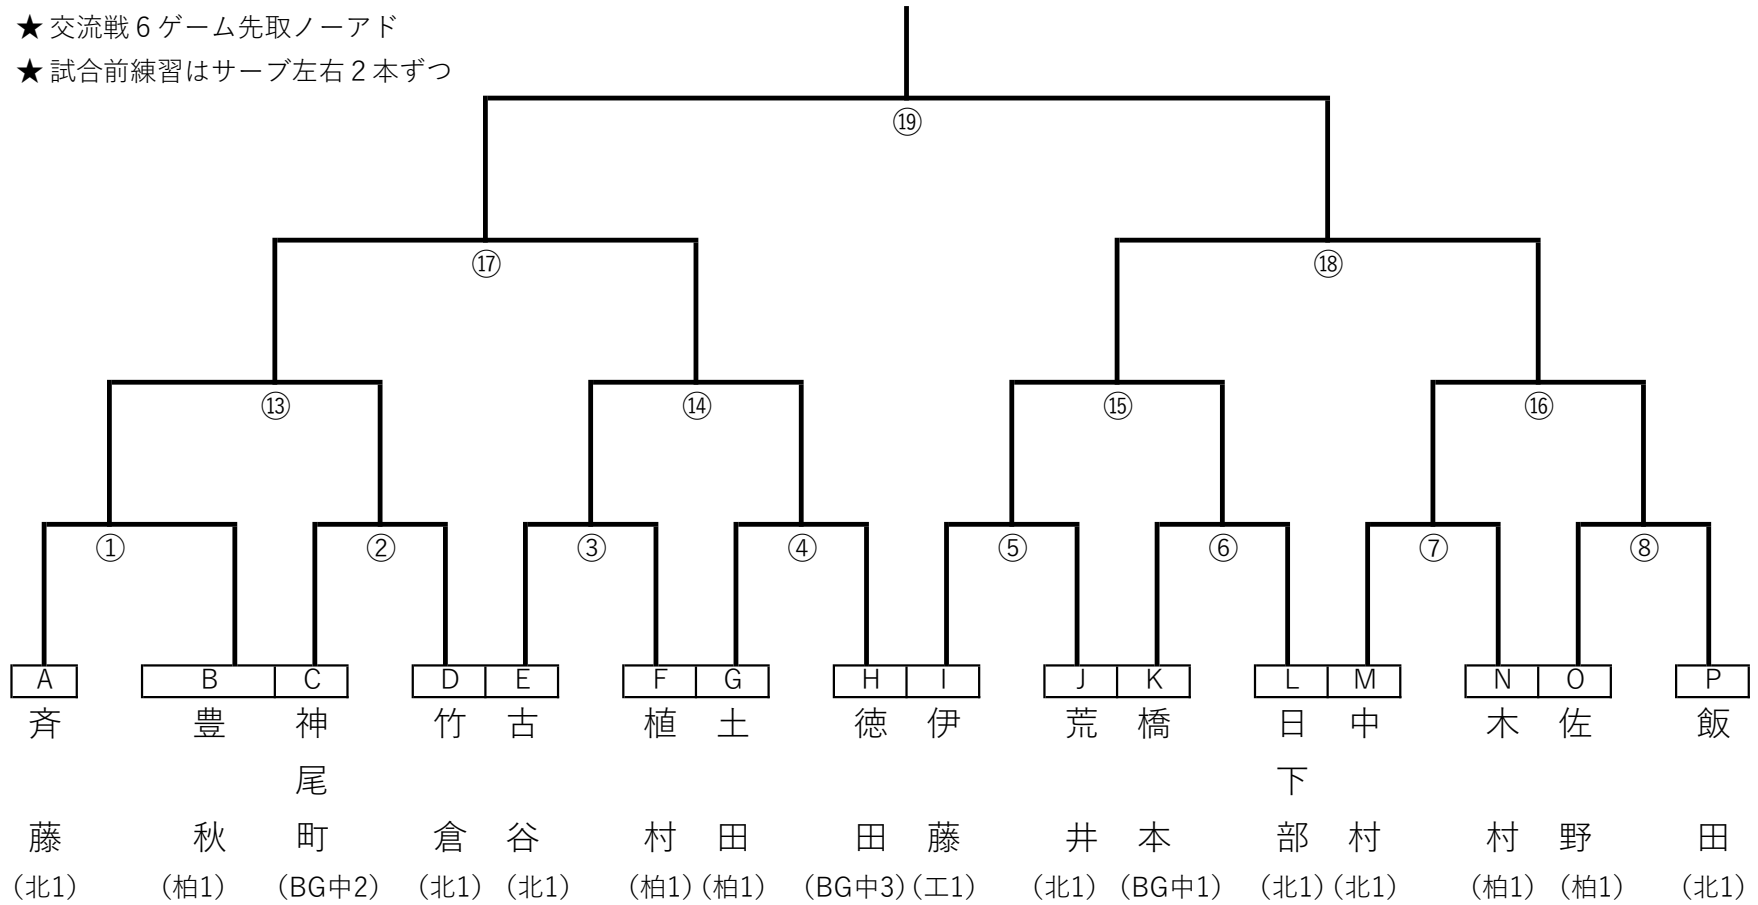 ★ 交流戦６ゲーム先取ノーアド
★ 試合前練習はサーブ左右２本ずつ
⑲
⑰ ⑱
⑬ ⑭ ⑮ ⑯
① ② ③ ④ ⑤ ⑥ ⑦ ⑧
A B C D E F G H I J K L M N O P
斉藤 豊秋 神尾町 竹倉 古谷 植村 土田 徳田 伊藤 荒井 橋本 日下部 中村 木村 佐野 飯田
(北1) (柏1) (BG中2) (北1) (北1) (柏1) (柏1) (BG中3) (工1) (北1) (BG中1) (北1) (北1) (柏1) (柏1) (北1)